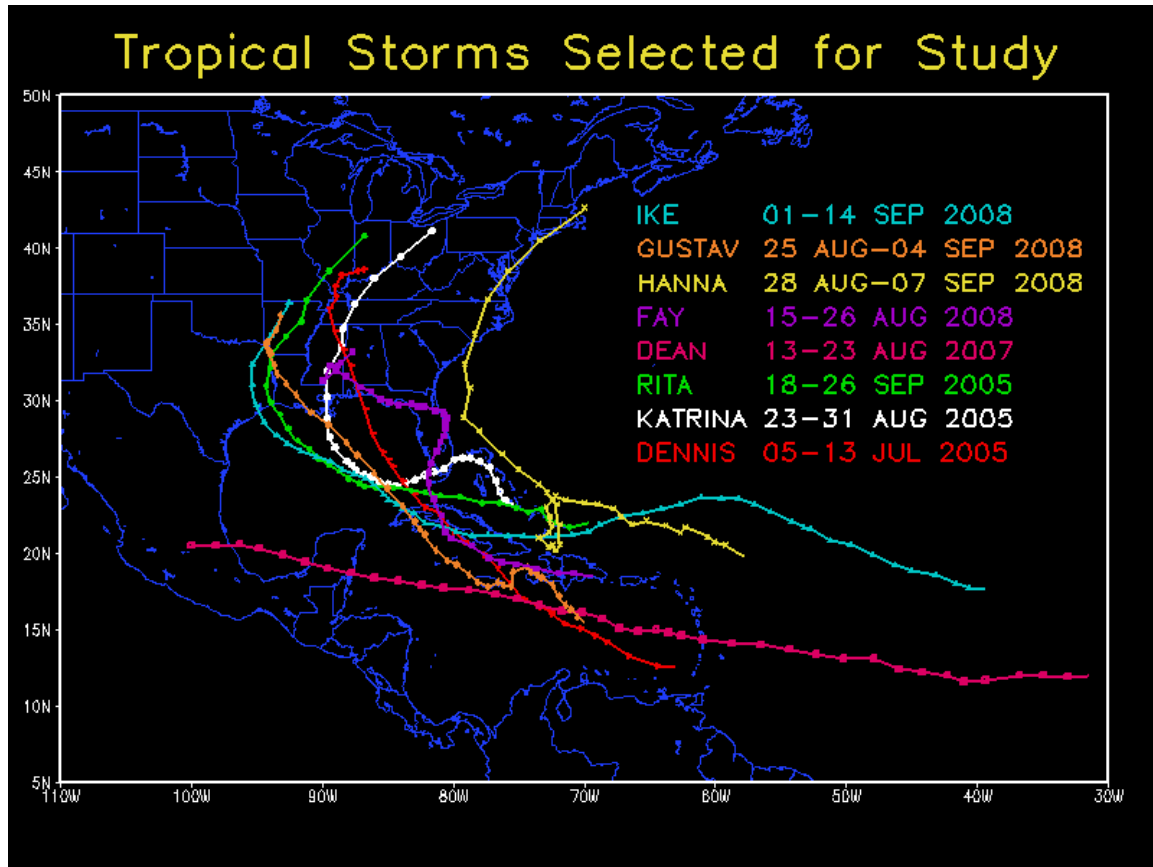 Tropical Storms Selected for Study
50N
45N
40N
35N
30N
25N
20N
15N
10N
5N
IKE 01-14 SEP 2008
GUSTAV 25 AUG-04 SEP 2008
HANNA 28 AUG-07 SEP 2008
FAY 15-26 AUG 2008
DEAN 13-23 AUG 2007
RITA 18-26 SEP 2005
KATRINA 23-31 AUG 2005
DENNIS 05-13 JUL 2005
110W 100W 90W 80W 70W 60W 50W 40W 30W